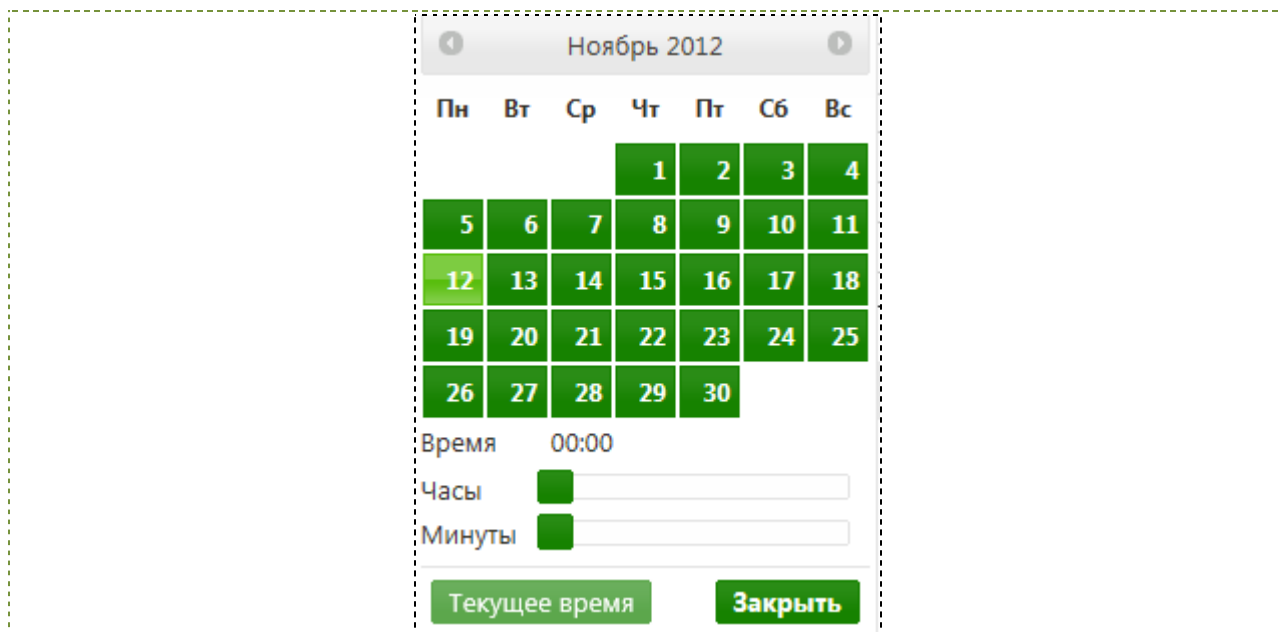 Ноябрь 2012
Пн Вт Ср Чт Пт Сб Вс
1 2 3 4
5 6 7 8 9 10 11
12 13 14 15 16 17 18
19 20 21 22 23 24 25
26 27 28 29 30
Время 00:00
Часы
Минуты
Текущее время Закрыть